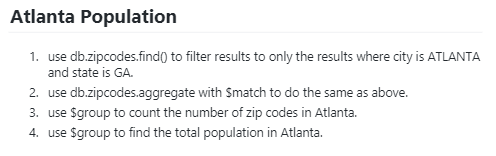 Atlanta Population
1. use db.zipcodes.find() to filter results to only the results where city is ATLANTA
and state is GA.
2. use db.zipcodes.aggregate with $match to do the same as above.
3. use $group to count the number of zip codes in Atlanta.
4. use $group to find the total population in Atlanta.